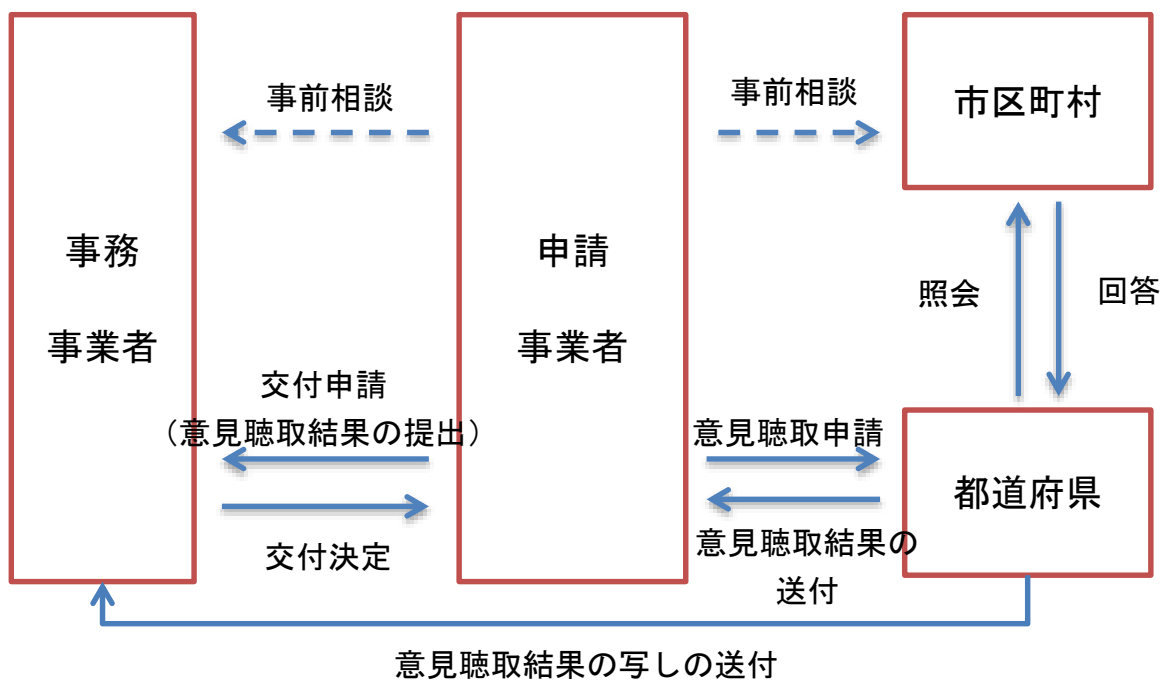 事前相談
事前相談
市区町村
事務
事業者
申請
事業者
照会
回答
交付申請
（意見聴取結果の提出）
意見聴取申請
都道府県
交付決定
意見聴取結果の
送付
意見聴取結果の写しの送付